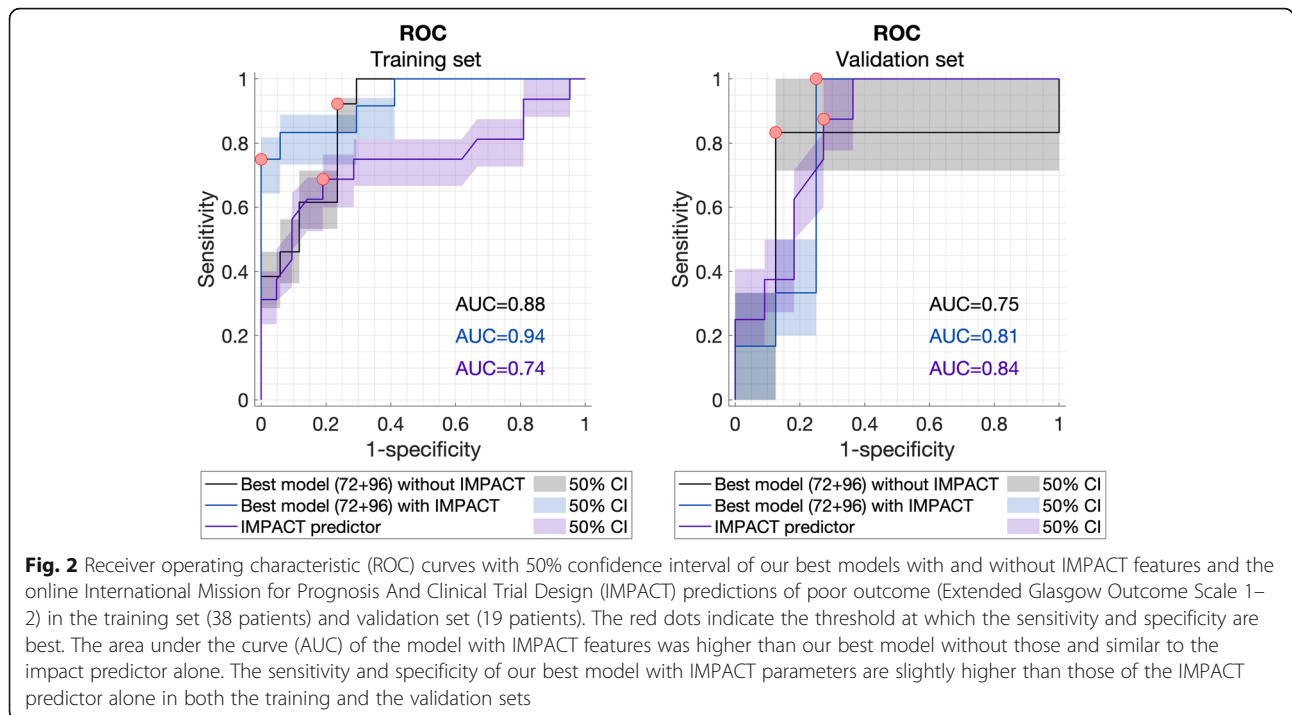 ROC
Training set
1
0.8
0.6
0.4
0.2
0
Sensitivity
AUC=0.88
AUC=0.94
AUC=0.74
0 0.2 0.4 0.6 0.8 1
1-specificity
Best model (72+96) without IMPACT 50% CI
Best model (72+96) with IMPACT 50% CI
IMPACT predictor 50% CI
ROC
Validation set
1
0.8
0.6
0.4
0.2
0
Sensitivity
AUC=0.75
AUC=0.81
AUC=0.84
0 0.2 0.4 0.6 0.8 1
1-specificity
Best model (72+96) without IMPACT 50% CI
Best model (72+96) with IMPACT 50% CI
IMPACT predictor 50% CI
Fig. 2 Receiver operating characteristic (ROC) curves with 50% confidence interval of our best models with and without IMPACT features and the
online International Mission for Prognosis And Clinical Trial Design (IMPACT) predictions of poor outcome (Extended Glasgow Outcome Scale 1–
2) in the training set (38 patients) and validation set (19 patients). The red dots indicate the threshold at which the sensitivity and specificity are
best. The area under the curve (AUC) of the model with IMPACT features was higher than our best model without those and similar to the
impact predictor alone. The sensitivity and specificity of our best model with IMPACT parameters are slightly higher than those of the IMPACT
predictor alone in both the training and the validation sets